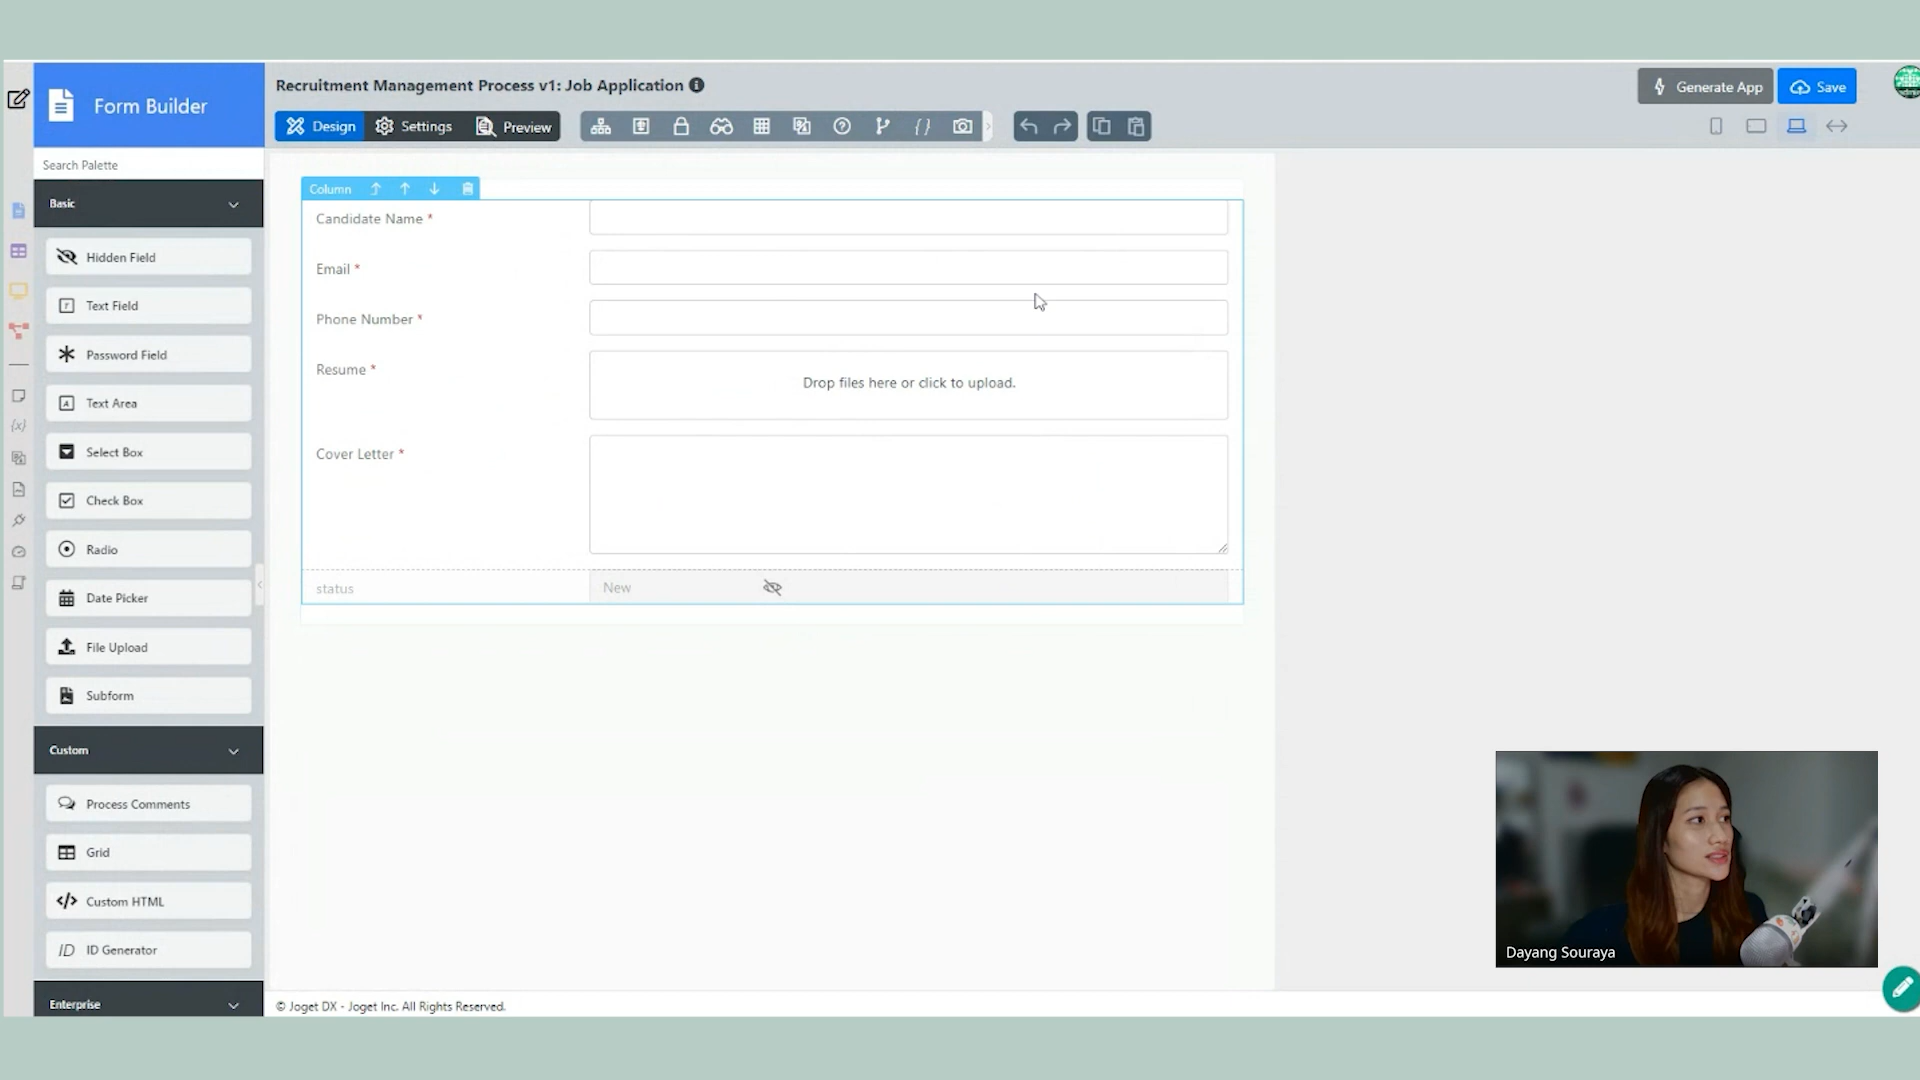 Form Builder
Recruitment Management Process v1: Job Application
Generate App
Save
Design
Settings
Preview
Search Palette
Basic
Hidden Field
Text Field
Password Field
Text Area
Select Box
Check Box
Radio
Date Picker
File Upload
Subform
Custom
Process Comments
Grid
Custom HTML
ID Generator
Enterprise
Column
Candidate Name *
Email *
Phone Number *
Resume *
Drop files here or click to upload.
Cover Letter *
status
New
Dayang Souraya
© Joget DX - Joget Inc. All Rights Reserved.